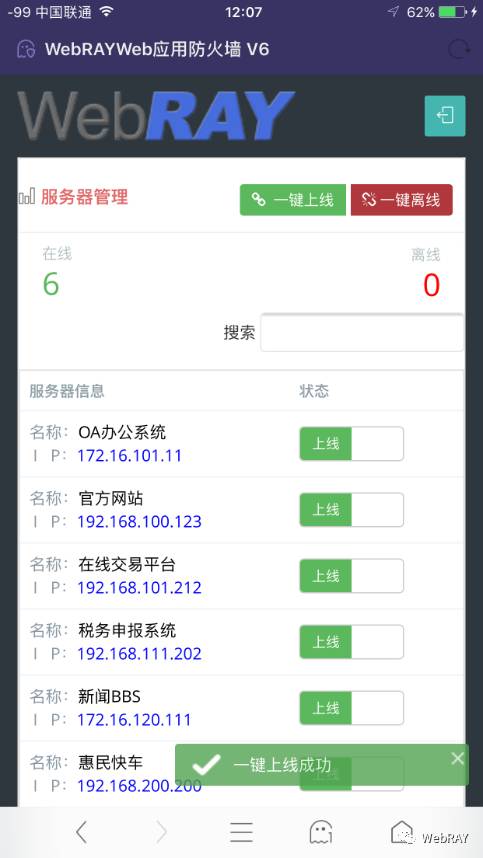 -99 中国联通 12:07 62%
WebRAYWeb应用防火墙 V6
WebRAY
服务器管理 一键上线 一键离线
在线 离线
6 0
搜索
服务器信息 状态
名称: OA办公系统
I P: 172.16.101.11 上线
名称: 官方网站
I P: 192.168.100.123 上线
名称: 在线交易平台
I P: 192.168.101.212 上线
名称: 税务申报系统
I P: 192.168.111.202 上线
名称: 新闻BBS
I P: 172.16.120.111 上线
名称: 惠民快车
一键上线成功
I P: 192.168.200.200 上线
WebRAY